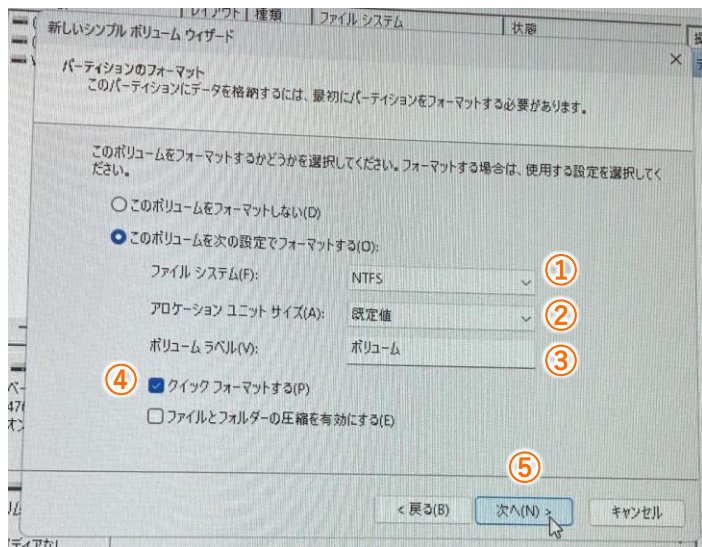 レイアウト 種類 ファイル システム 状態
新しいシンプル ボリューム ウィザード
パーティションのフォーマット
このパーティションにデータを格納するには、最初にパーティションをフォーマットする必要があります。
このボリュームをフォーマットするかどうかを選択してください。フォーマットする場合は、使用する設定を選択してく
ださい。
このボリュームをフォーマットしない(D)
このボリュームを次の設定でフォーマットする(O):
ファイル システム(F): NTFS ①
アロケーション ユニット サイズ(A): 既定値 ②
ボリューム ラベル(V): ボリューム ③
④ クイック フォーマットする(P)
ファイルとフォルダーの圧縮を有効にする(E)
⑤
< 戻る(B) 次へ(N) > キャンセル